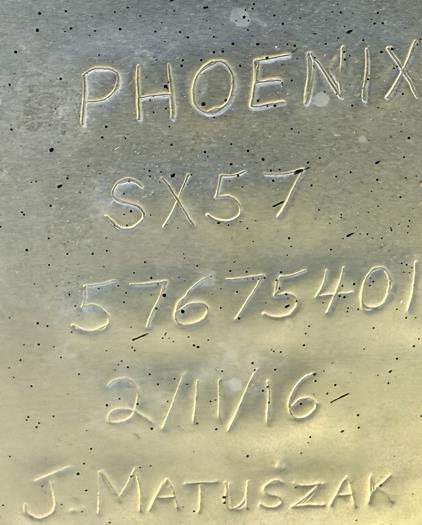 PHOENIX
SX57
57675401
2/11/16
J. MATUSZAK